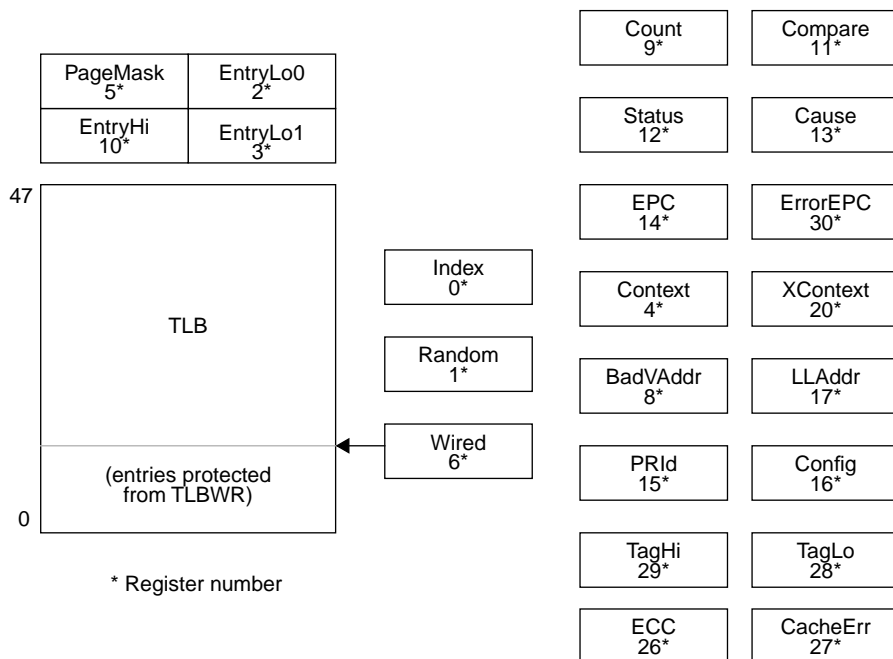 PageMask
5*
EntryLo0
2*
EntryHi
10*
EntryLo1
3*
47
TLB
(entries protected
from TLBWR)
0
* Register number
Index
0*
Random
1*
Wired
6*
Count
9*
Compare
11*
Status
12*
Cause
13*
EPC
14*
ErrorEPC
30*
Context
4*
XContext
20*
BadVAddr
8*
LLAddr
17*
PRId
15*
Config
16*
TagHi
29*
TagLo
28*
ECC
26*
CacheErr
27*